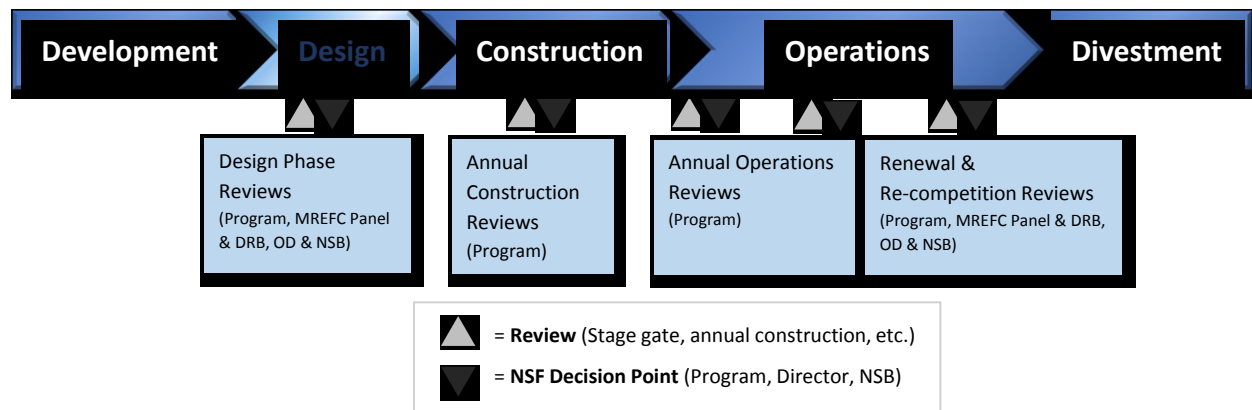 Development Design Construction Operations Divestment
Design Phase
Reviews
(Program, MREFC Panel
& DRB, OD & NSB)
Annual
Construction
Reviews
(Program)
Annual Operations
Reviews
(Program)
Renewal &
Re-competition Reviews
(Program, MREFC Panel & DRB,
OD & NSB)
= Review (Stage gate, annual construction, etc.)
= NSF Decision Point (Program, Director, NSB)